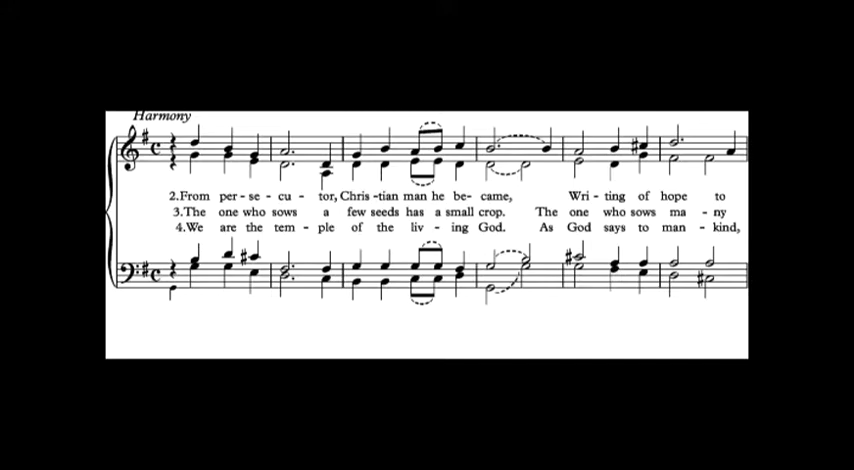 Harmony
2.From per - se - cu - tor, Chris -tian man he be- came, Wri - ting of hope to
3.The one who sows a few seeds has a small crop. The one who sows ma - ny
4.We are the tem - ple of the liv - ing God. As God says to man - kind,